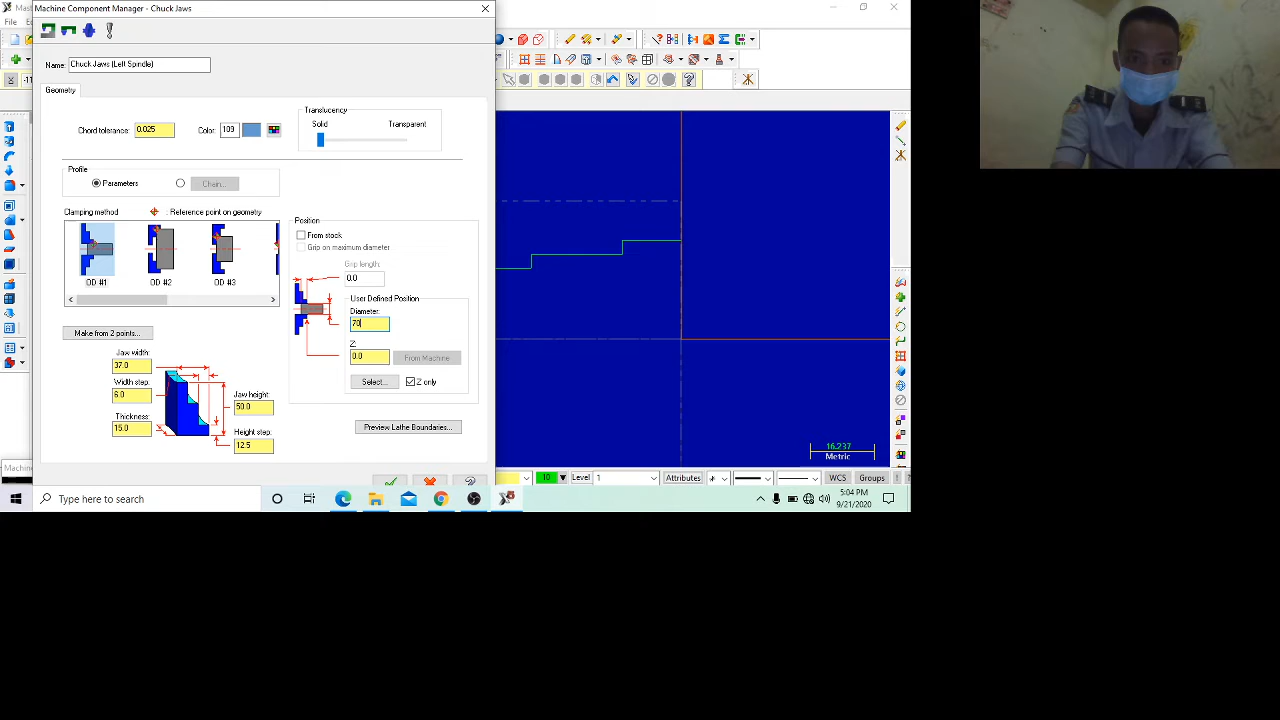 Machine Component Manager - Chuck Jaws
Name: Chuck Jaws (Left Spindle)
Geometry
Chord tolerance: 0.025
Color: 109
Translucency
Solid Transparent
Profile
Parameters
Chain...
Clamping method : Reference point on geometry
OD #1 OD #2 OD #3
Make from 2 points...
Jaw width:
37.0
Width step:
6.0
Thickness:
15.0
Jaw height:
50.0
Height step:
12.5
Position
From stock
Grip on maximum diameter
Grip length:
0.0
User Defined Position
Diameter:
70
Z:
0.0 From Machine
Select... Z only
Preview Lathe Boundaries...
16.237
Metric
10 Level 1 Attributes WCS Groups
Type here to search
5:04 PM
9/21/2020